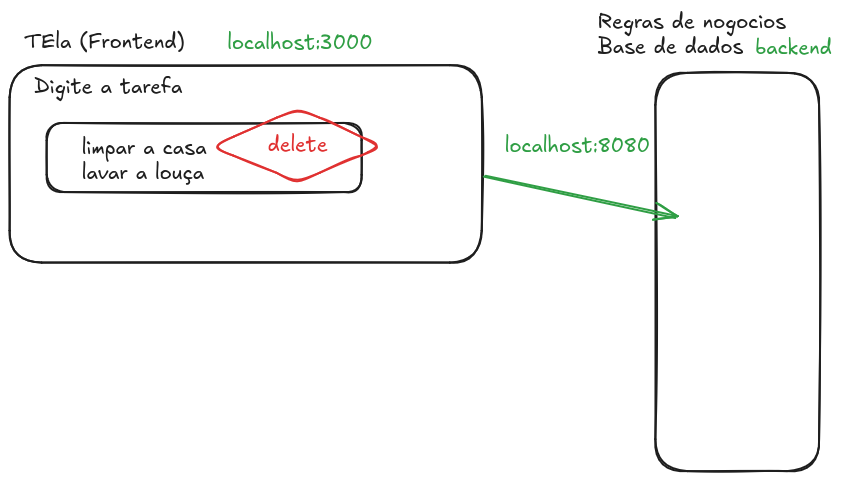 TEla (Frontend) localhost:3000
Digite a tarefa
limpar a casa
lavar a louça
delete
localhost:8080
Regras de nogocios
Base de dados backend